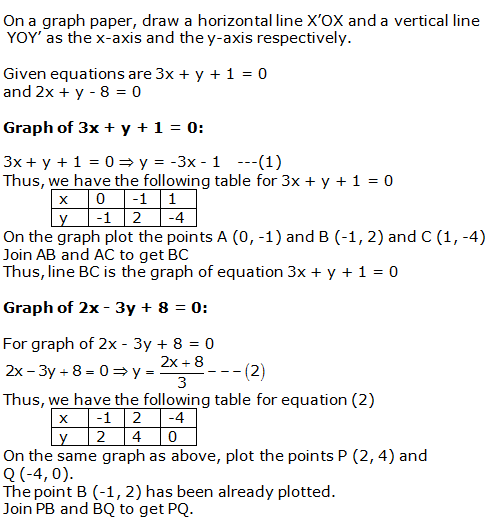 On a graph paper, draw a horizontal line X'OX and a vertical line
YOY' as the x-axis and the y-axis respectively.
Given equations are 3x + y + 1 = 0
and 2x + y - 8 = 0
Graph of 3x + y + 1 = 0:
3x + y + 1 = 0 ⇒ y = -3x - 1 ---(1)
Thus, we have the following table for 3x + y + 1 = 0
x 0 -1 1
y -1 2 -4
On the graph plot the points A (0, -1) and B (-1, 2) and C (1, -4)
Join AB and AC to get BC
Thus, line BC is the graph of equation 3x + y + 1 = 0
Graph of 2x - 3y + 8 = 0:
For graph of 2x - 3y + 8 = 0
2x - 3y + 8 = 0 ⇒ y = (2x + 8)/3 - - - (2)
Thus, we have the following table for equation (2)
x -1 2 -4
y 2 4 0
On the same graph as above, plot the points P (2, 4) and
Q (-4, 0).
The point B (-1, 2) has been already plotted.
Join PB and BQ to get PQ.